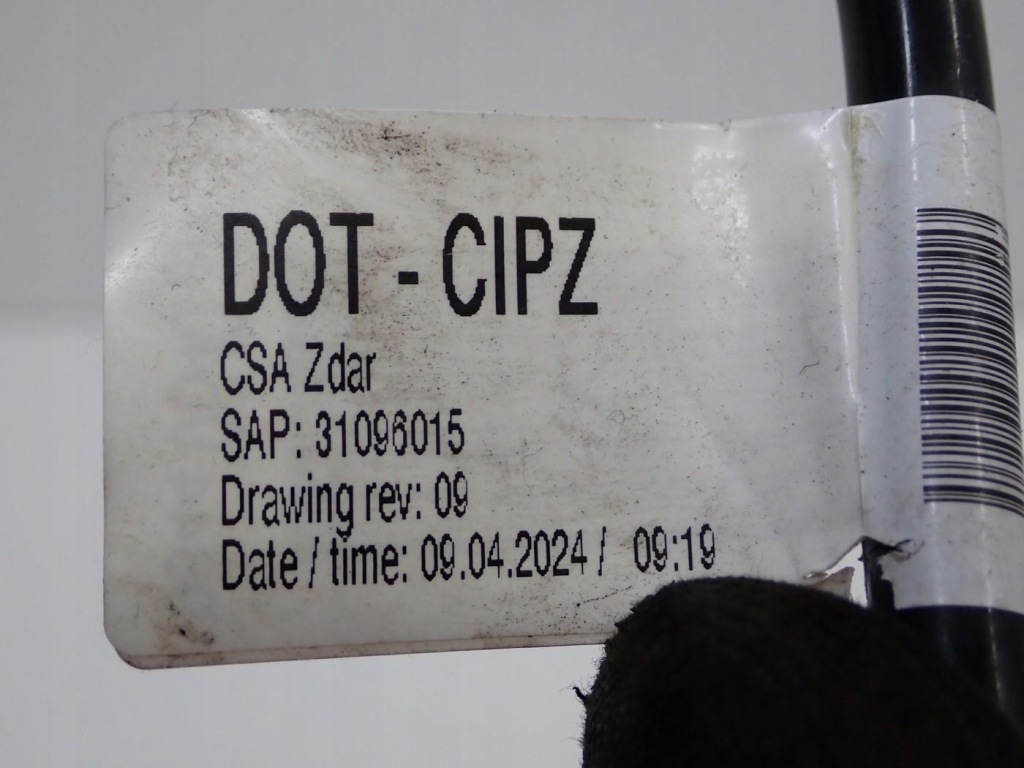 DOT - CIPZ
CSA Zdar
SAP: 31096015
Drawing rev: 09
Date / time: 09.04.2024 / 09:19